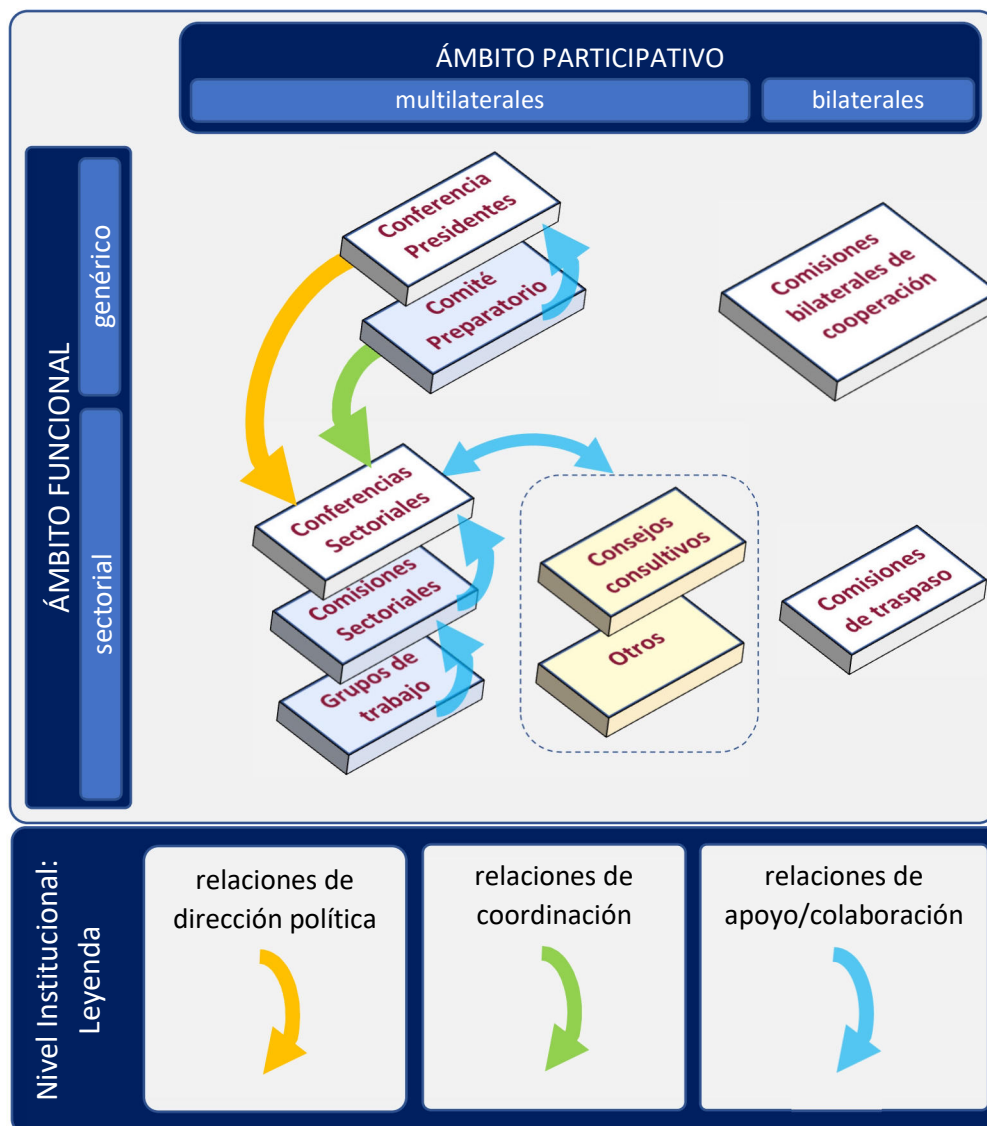 ÁMBITO PARTICIPATIVO
multilaterales
bilaterales
ÁMBITO FUNCIONAL
genérico
sectorial
Conferencia
Presidentes
Comité
Preparatorio
Comisiones
bilaterales de
cooperación
Conferencias
Sectoriales
Comisiones
Sectoriales
Grupos de
trabajo
Consejos
consultivos
Otros
Comisiones
de traspaso
Nivel Institucional:
Leyenda
relaciones de
dirección política
relaciones de
coordinación
relaciones de
apoyo/colaboración